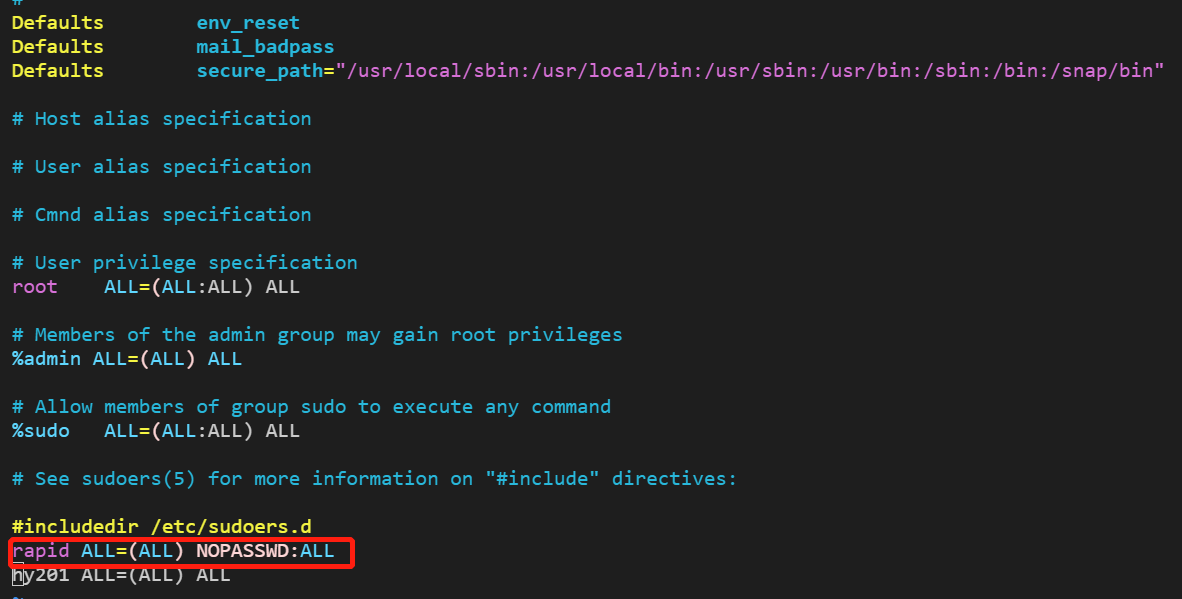 #
Defaults        env_reset
Defaults        mail_badpass
Defaults        secure_path="/usr/local/sbin:/usr/local/bin:/usr/sbin:/usr/bin:/sbin:/bin:/snap/bin"
# Host alias specification
# User alias specification
# Cmnd alias specification
# User privilege specification
root    ALL=(ALL:ALL) ALL
# Members of the admin group may gain root privileges
%admin ALL=(ALL) ALL
# Allow members of group sudo to execute any command
%sudo   ALL=(ALL:ALL) ALL
# See sudoers(5) for more information on "#include" directives:
#includedir /etc/sudoers.d
rapid ALL=(ALL) NOPASSWD:ALL
hy201 ALL=(ALL) ALL